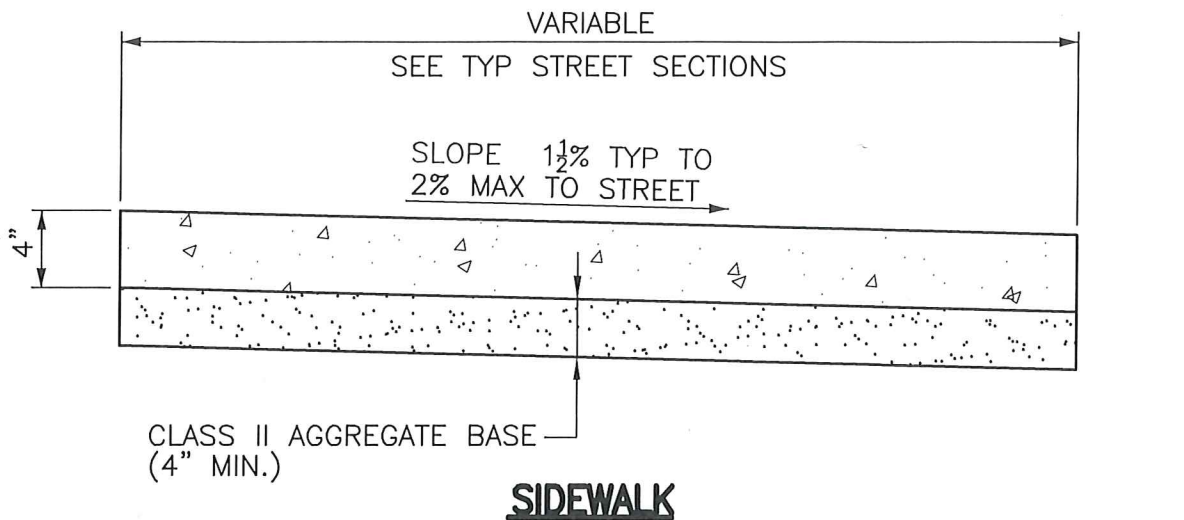 VARIABLE
SEE TYP STREET SECTIONS
SLOPE 1½% TYP TO
2% MAX TO STREET
4"
CLASS II AGGREGATE BASE
(4" MIN.)
SIDEWALK